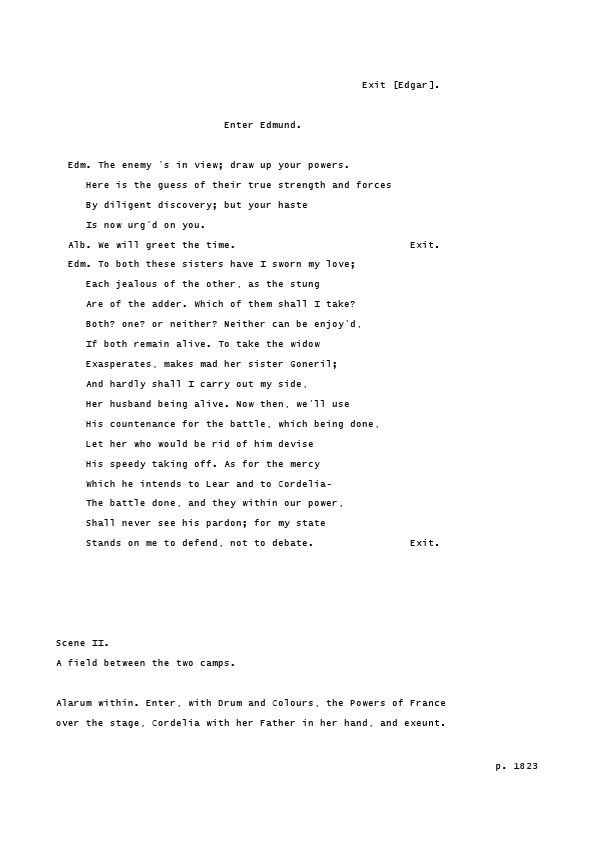 Exit [Edgar].
Enter Edmund.
Edm. The enemy 's in view; draw up your powers.
Here is the guess of their true strength and forces
By diligent discovery; but your haste
Is now urg'd on you.
Alb. We will greet the time. Exit.
Edm. To both these sisters have I sworn my love;
Each jealous of the other, as the stung
Are of the adder. Which of them shall I take?
Both? one? or neither? Neither can be enjoy'd,
If both remain alive. To take the widow
Exasperates, makes mad her sister Goneril;
And hardly shall I carry out my side,
Her husband being alive. Now then, we'll use
His countenance for the battle, which being done,
Let her who would be rid of him devise
His speedy taking off. As for the mercy
Which he intends to Lear and to Cordelia-
The battle done, and they within our power,
Shall never see his pardon; for my state
Stands on me to defend, not to debate. Exit.
Scene II.
A field between the two camps.
Alarum within. Enter, with Drum and Colours, the Powers of France
over the stage, Cordelia with her Father in her hand, and exeunt.
p. 1823